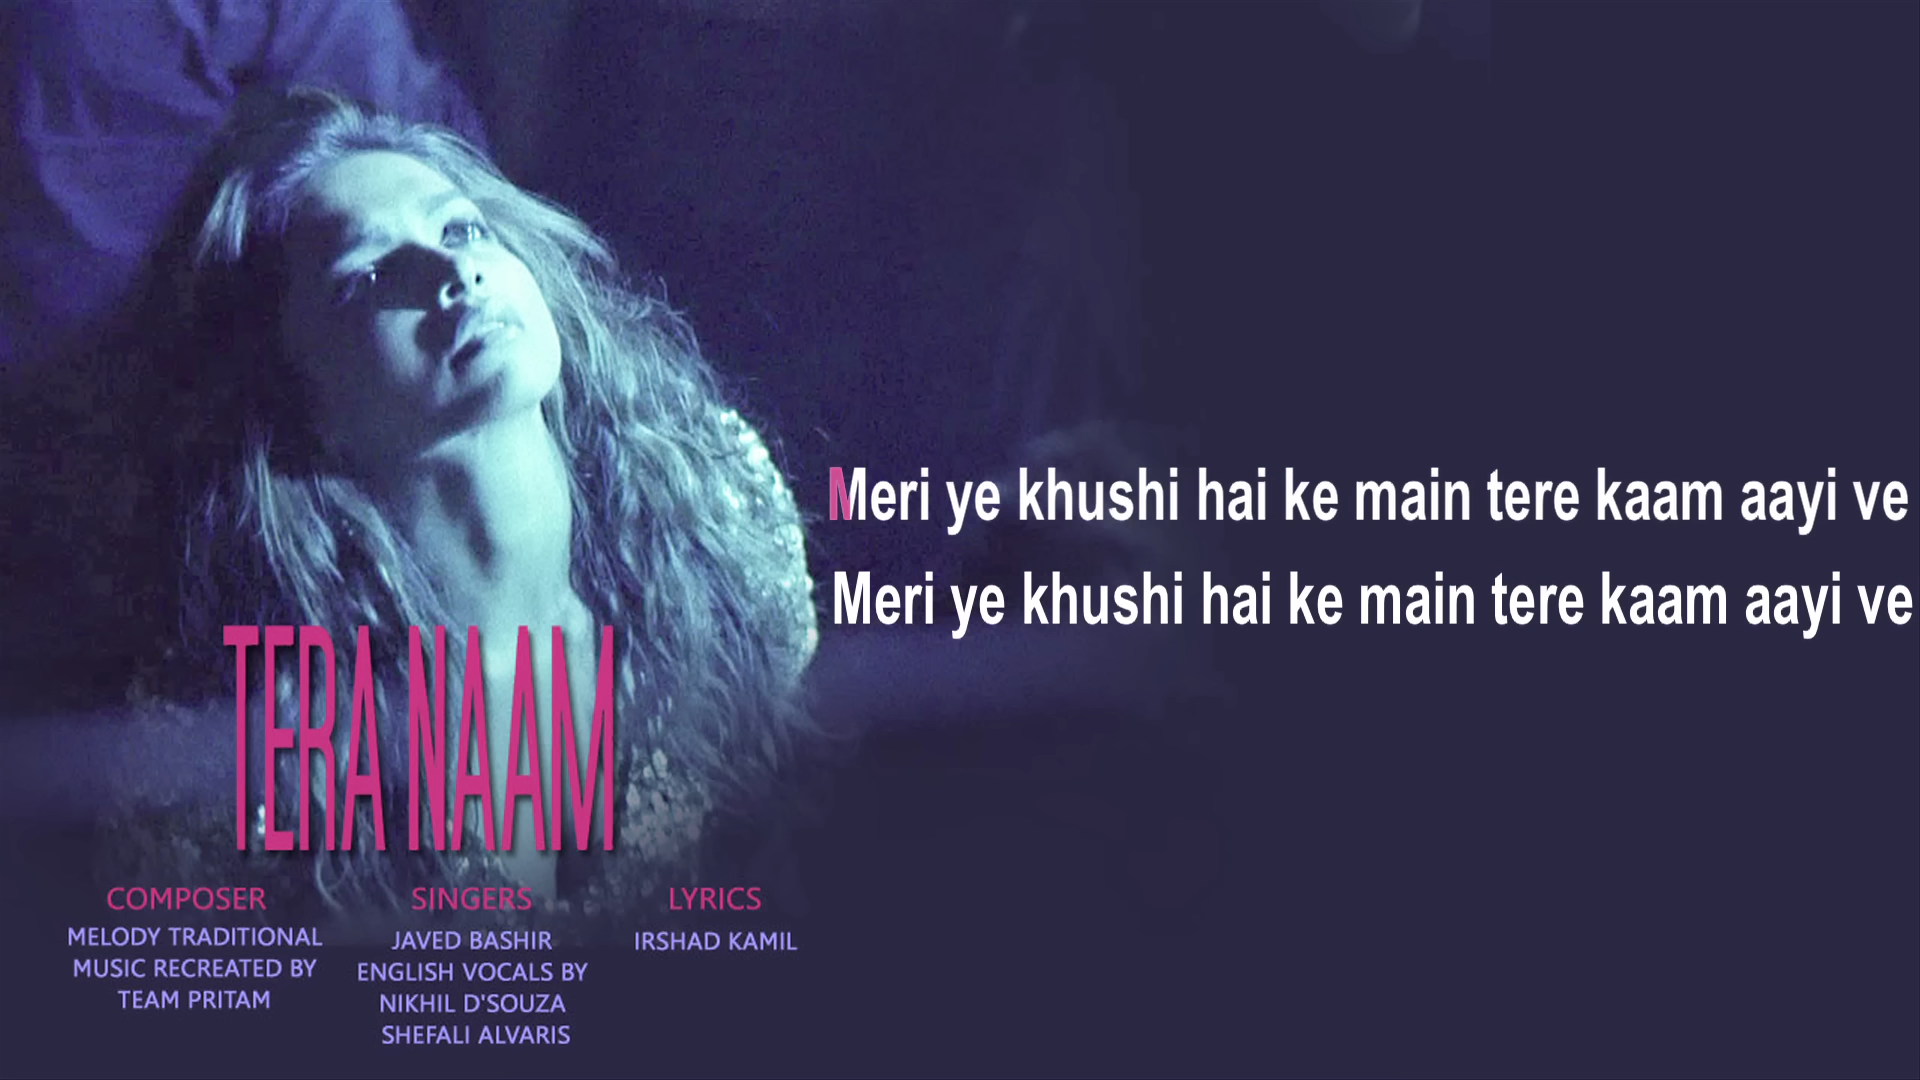 Meri ye khushi hai ke main tere kaam aayi ve
Meri ye khushi hai ke main tere kaam aayi ve
TERA NAAM
COMPOSER
MELODY TRADITIONAL
MUSIC RECREATED BY
TEAM PRITAM
SINGERS
JAVED BASHIR
ENGLISH VOCALS BY
NIKHIL D'SOUZA
SHEFALI ALVARIS
LYRICS
IRSHAD KAMIL